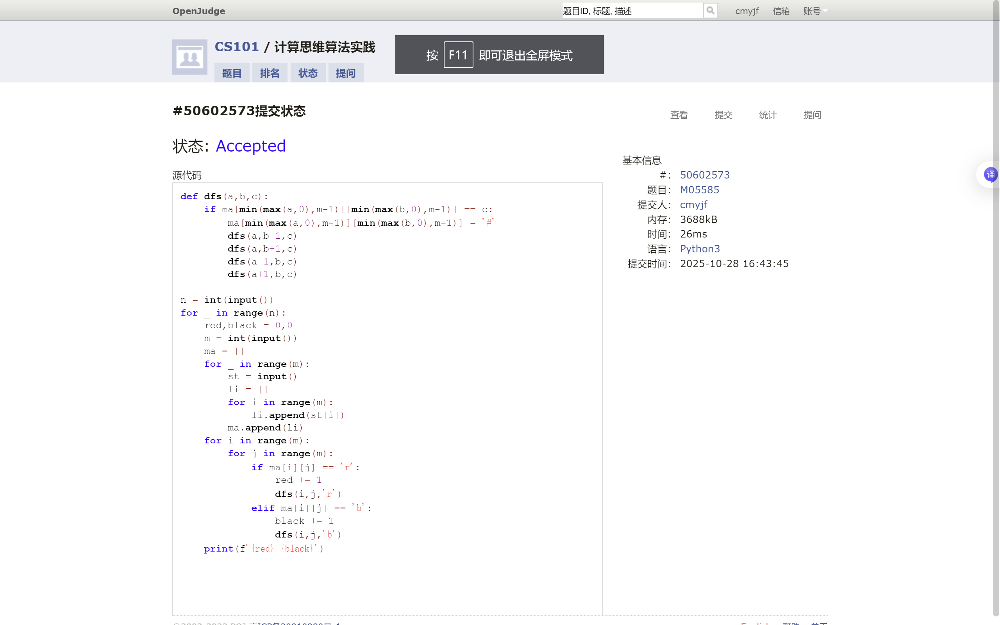 OpenJudge
题目ID, 标题, 描述
cmyjf 信箱 账号
CS101 / 计算思维算法实践
按 F11 即可退出全屏模式
题目 排名 状态 提问
#50602573提交状态
查看 提交 统计 提问
状态: Accepted
源代码
def dfs(a,b,c):
    if ma[min(max(a,0),m-1)][min(max(b,0),m-1)] == c:
        ma[min(max(a,0),m-1)][min(max(b,0),m-1)] = '#'
        dfs(a,b-1,c)
        dfs(a,b+1,c)
        dfs(a-1,b,c)
        dfs(a+1,b,c)
n = int(input())
for _ in range(n):
    red,black = 0,0
    m = int(input())
    ma = []
    for _ in range(m):
        st = input()
        li = []
        for i in range(m):
            li.append(st[i])
        ma.append(li)
    for i in range(m):
        for j in range(m):
            if ma[i][j] == 'r':
                red += 1
                dfs(i,j,'r')
            elif ma[i][j] == 'b':
                black += 1
                dfs(i,j,'b')
    print(f'{red} {black}')
基本信息
#: 50602573
题目: M05585
提交人: cmyjf
内存: 3688kB
时间: 26ms
语言: Python3
提交时间: 2025-10-28 16:43:45
译